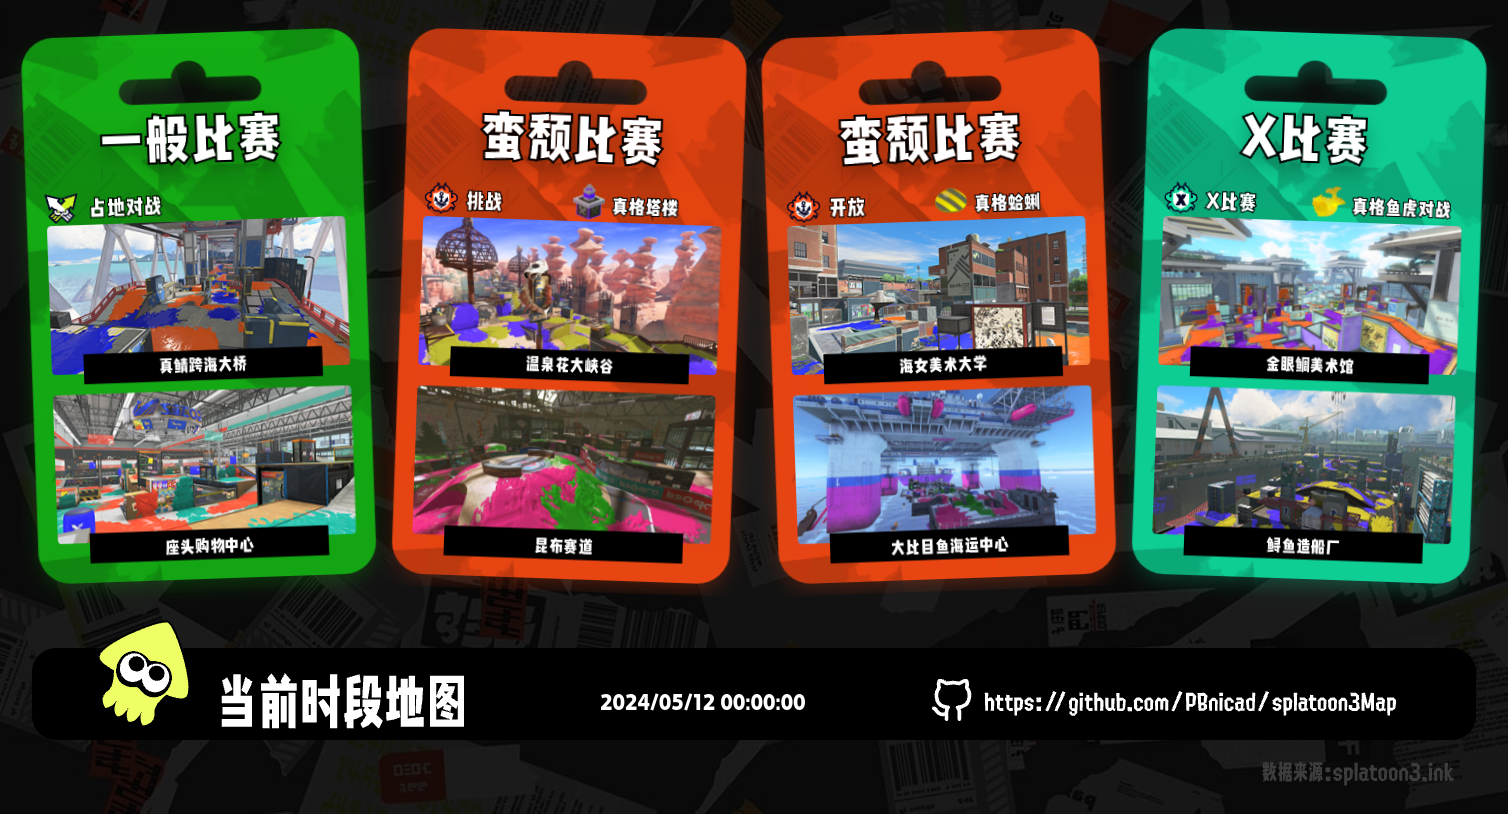 一般比赛
占地对战
真鲷跨海大桥
座头购物中心
蛮颓比赛
挑战
真格塔楼
温泉花大峡谷
昆布赛道
蛮颓比赛
开放
真格蛤蜊
海女美术大学
大比目鱼海运中心
X比赛
X比赛
真格鱼虎对战
金眼鲷美术馆
鲟鱼造船厂
当前时段地图
2024/05/12 00:00:00
https://github.com/PBnicad/splatoon3Map
数据来源:splatoon3.ink